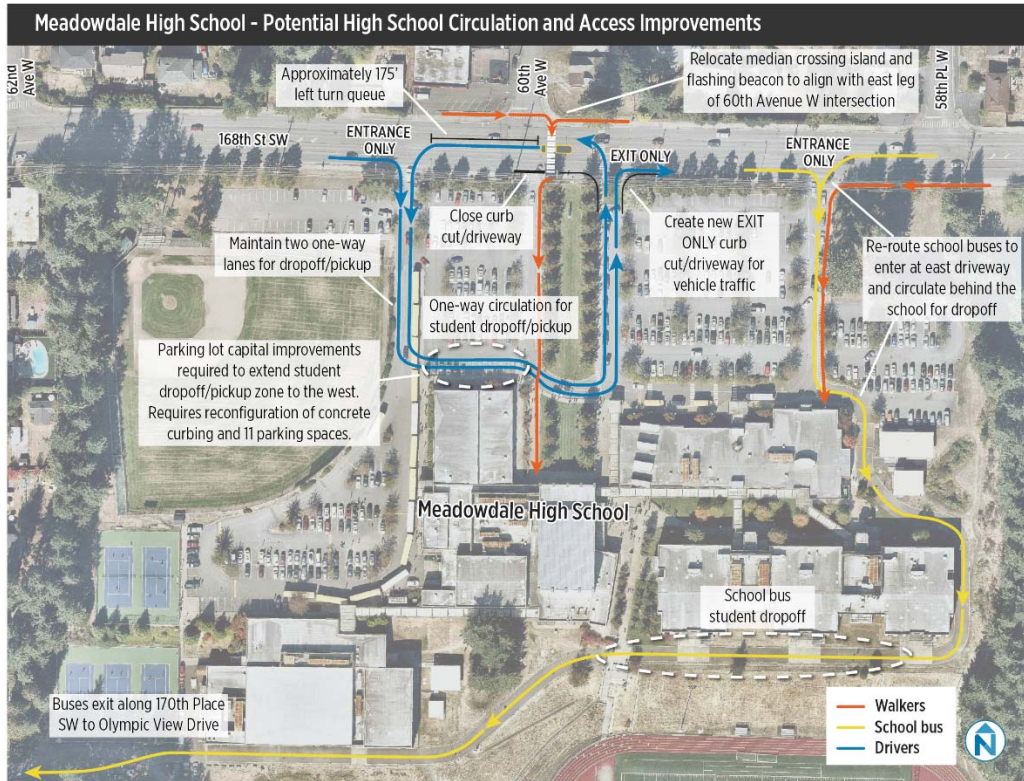 Meadowdale High School - Potential High School Circulation and Access Improvements
62nd
Ave W
Approximately 175'
left turn queue
60th
Ave W
Relocate median crossing island and
flashing beacon to align with east leg
of 60th Avenue W intersection
58th PL W
168th St SW
ENTRANCE
ONLY
EXIT ONLY
ENTRANCE
ONLY
Close curb
cut/driveway
Create new EXIT
ONLY curb
cut/driveway for
vehicle traffic
Maintain two one-way
lanes for dropoff/pickup
Re-route school buses to
enter at east driveway
and circulate behind the
school for dropoff
One-way circulation for
student dropoff/pickup
Parking lot capital improvements
required to extend student
dropoff/pickup zone to the west.
Requires reconfiguration of concrete
curbing and 11 parking spaces.
Meadowdale High School
School bus
student dropoff
Buses exit along 170th Place
SW to Olympic View Drive
Walkers
School bus
Drivers
N